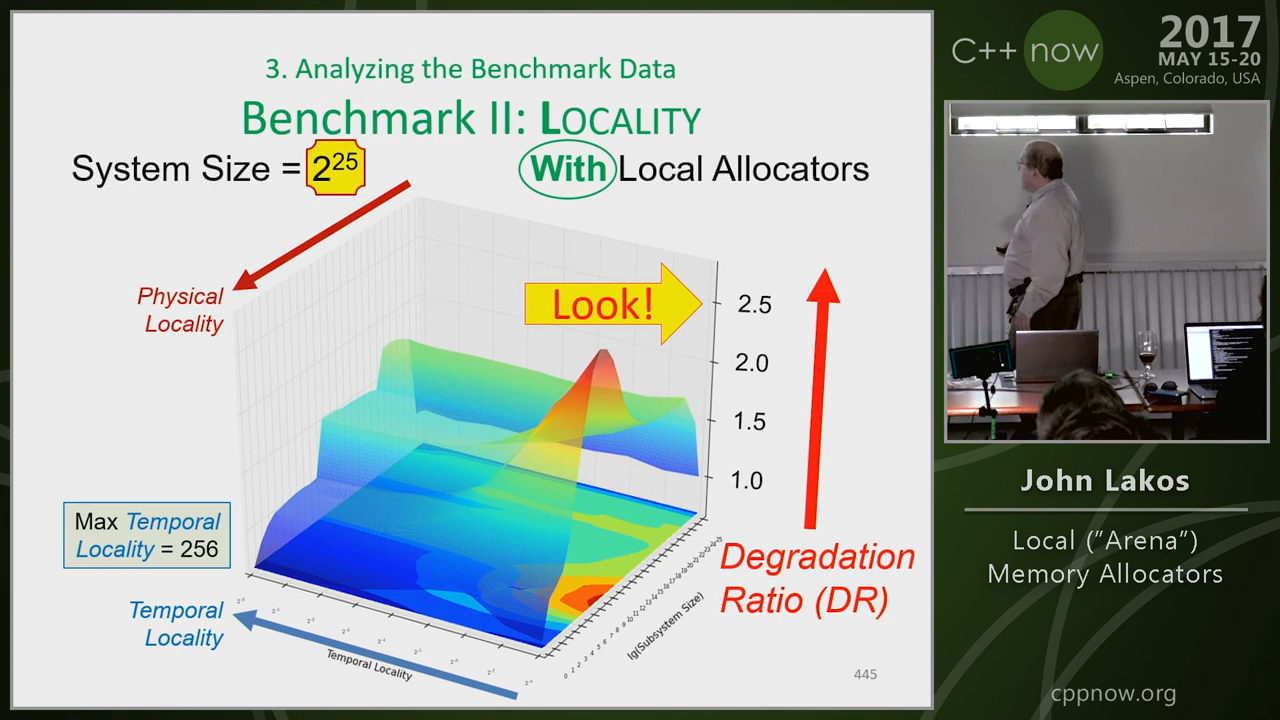 3. Analyzing the Benchmark Data
Benchmark II: LOCALITY
System Size = 2²⁵
With Local Allocators
Physical
Locality
Look!
2.5
2.0
1.5
1.0
Max Temporal
Locality = 256
Degradation
Ratio (DR)
Temporal
Locality
Temporal Locality
lg(Subsystem Size)
445
C++ now
2017
MAY 15-20
Aspen, Colorado, USA
John Lakos
Local ("Arena")
Memory Allocators
cppnow.org